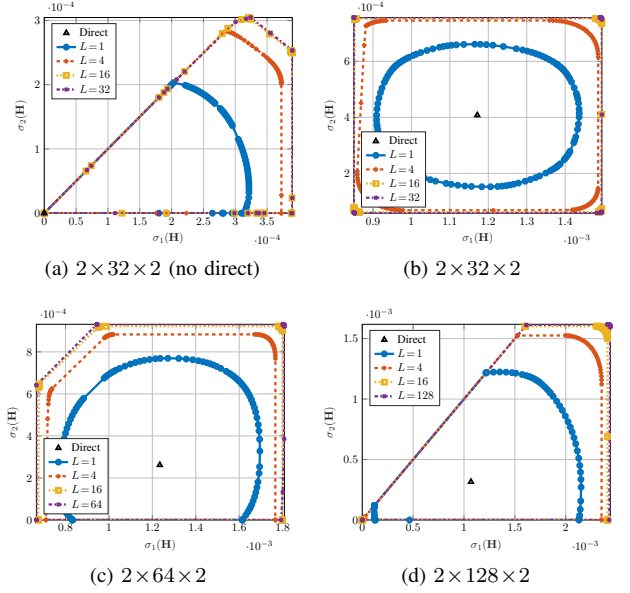 ·10⁻⁴
4
3
2
1
0
σ₂(H)
Direct
L=1
L=4
L=16
L=32
0 0.5 1 1.5 2 2.5 3 3.5
σ₁(H) ·10⁻⁴
(a) 2×32×2 (no direct)
·10⁻⁴
6
4
2
σ₂(H)
Direct
L=1
L=4
L=16
L=32
0.9 1 1.1 1.2 1.3 1.4
σ₁(H) ·10⁻³
(b) 2×32×2
·10⁻⁴
8
6
4
2
0
σ₂(H)
Direct
L=1
L=4
L=16
L=64
0.8 1 1.2 1.4 1.6 1.8
σ₁(H) ·10⁻³
(c) 2×64×2
·10⁻³
1.5
1
0.5
0
σ₂(H)
Direct
L=1
L=4
L=16
L=128
0 0.5 1 1.5 2
σ₁(H) ·10⁻³
(d) 2×128×2